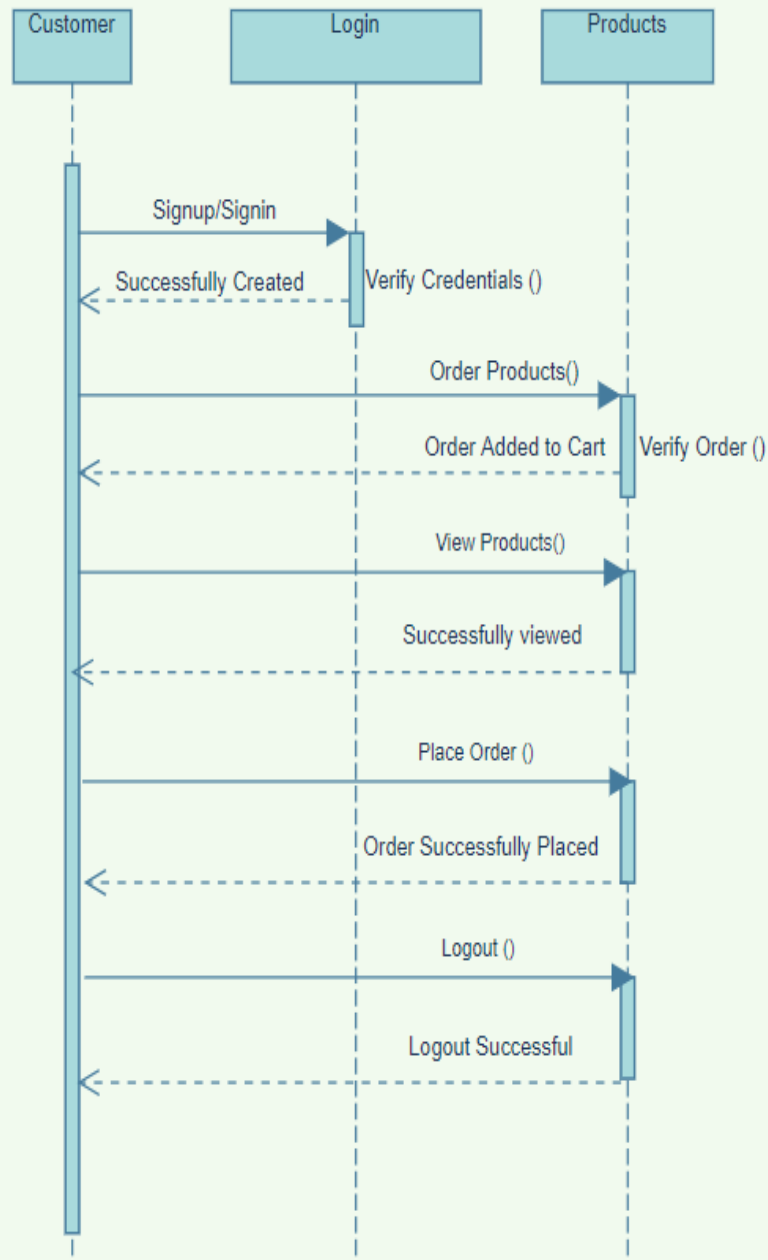 Customer
Login
Products
Signup/Signin
Successfully Created
Verify Credentials ()
Order Products()
Order Added to Cart
Verify Order ()
View Products()
Successfully viewed
Place Order ()
Order Successfully Placed
Logout ()
Logout Successful